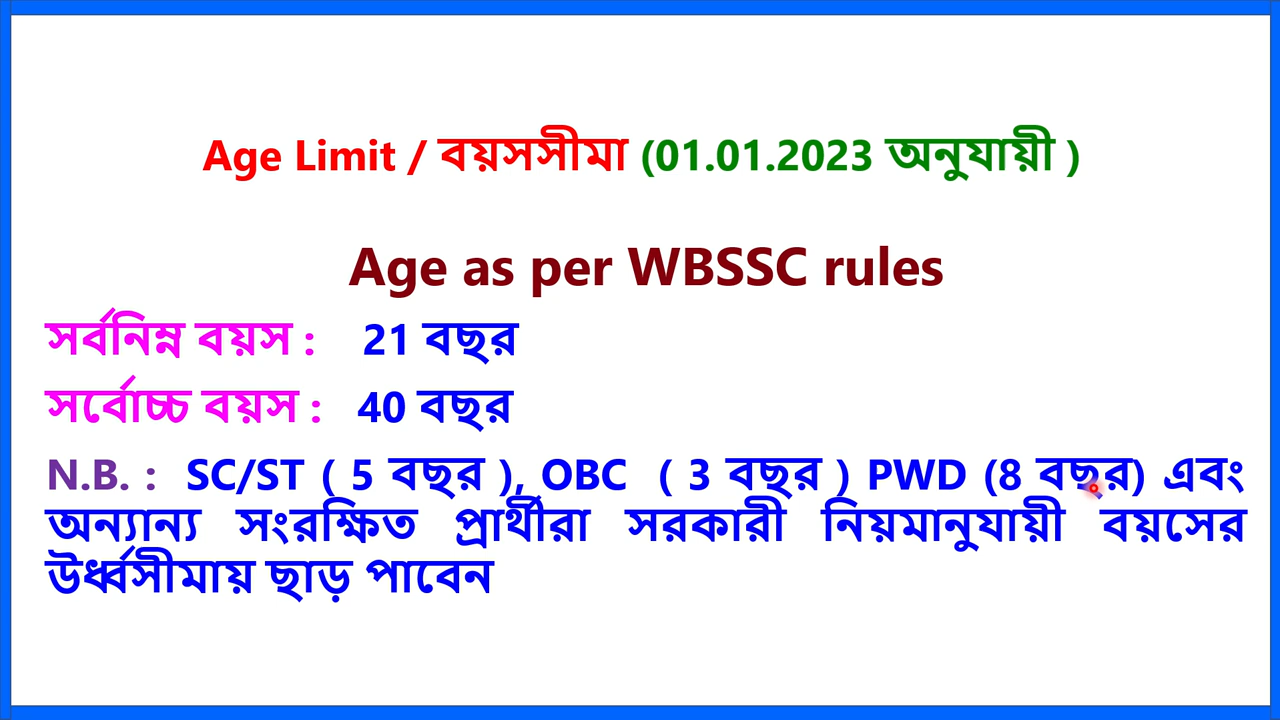 Age Limit / বয়সসীমা (01.01.2023 অনুযায়ী )
Age as per WBSSC rules
সর্বনিম্ন বয়স : 21 বছর
সর্বোচ্চ বয়স : 40 বছর
N.B. : SC/ST ( 5 বছর ), OBC ( 3 বছর ) PWD (8 বছর) এবং
অন্যান্য সংরক্ষিত প্রার্থীরা সরকারী নিয়মানুযায়ী বয়সের
উর্ধ্বসীমায় ছাড় পাবেন